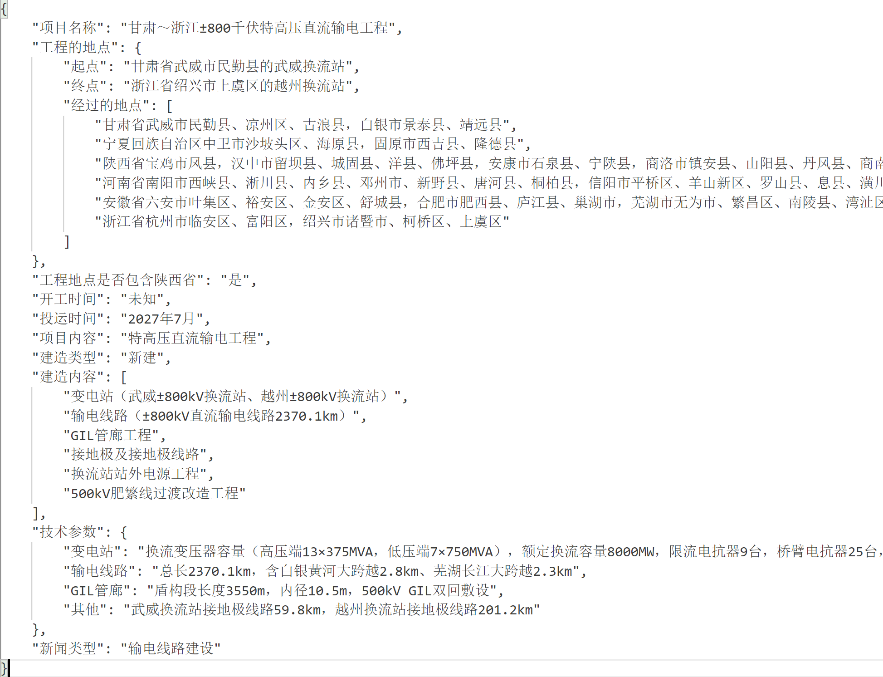 {
"项目名称": "甘肃～浙江±800千伏特高压直流输电工程",
"工程的地点": {
"起点": "甘肃省武威市民勤县的武威换流站",
"终点": "浙江省绍兴市上虞区的越州换流站",
"经过的地点": [
"甘肃省武威市民勤县、凉州区、古浪县，白银市景泰县、靖远县",
"宁夏回族自治区中卫市沙坡头区、海原县，固原市西吉县、隆德县",
"陕西省宝鸡市凤县，汉中市留坝县、城固县、洋县、佛坪县，安康市石泉县、宁陕县，商洛市镇安县、山阳县、丹凤县、商南
"河南省南阳市西峡县、淅川县、内乡县、邓州市、新野县、唐河县、桐柏县，信阳市平桥区、羊山新区、罗山县、息县、潢川
"安徽省六安市叶集区、裕安区、金安区、舒城县，合肥市肥西县、庐江县、巢湖市，芜湖市无为市、繁昌区、南陵县、湾沚区
"浙江省杭州市临安区、富阳区，绍兴市诸暨市、柯桥区、上虞区"
]
},
"工程地点是否包含陕西省": "是",
"开工时间": "未知",
"投运时间": "2027年7月",
"项目内容": "特高压直流输电工程",
"建造类型": "新建",
"建造内容": [
"变电站（武威±800kV换流站、越州±800kV换流站）",
"输电线路（±800kV直流输电线路2370.1km）",
"GIL管廊工程",
"接地极及接地极线路",
"换流站站外电源工程",
"500kV肥繁线过渡改造工程"
],
"技术参数": {
"变电站": "换流变压器容量（高压端13×375MVA，低压端7×750MVA），额定换流容量8000MW，限流电抗器9台，桥臂电抗器25台，
"输电线路": "总长2370.1km，含白银黄河大跨越2.8km、芜湖长江大跨越2.3km",
"GIL管廊": "盾构段长度3550m，内径10.5m，500kV GIL双回敷设",
"其他": "武威换流站接地极线路59.8km，越州换流站接地极线路201.2km"
},
"新闻类型": "输电线路建设"
}